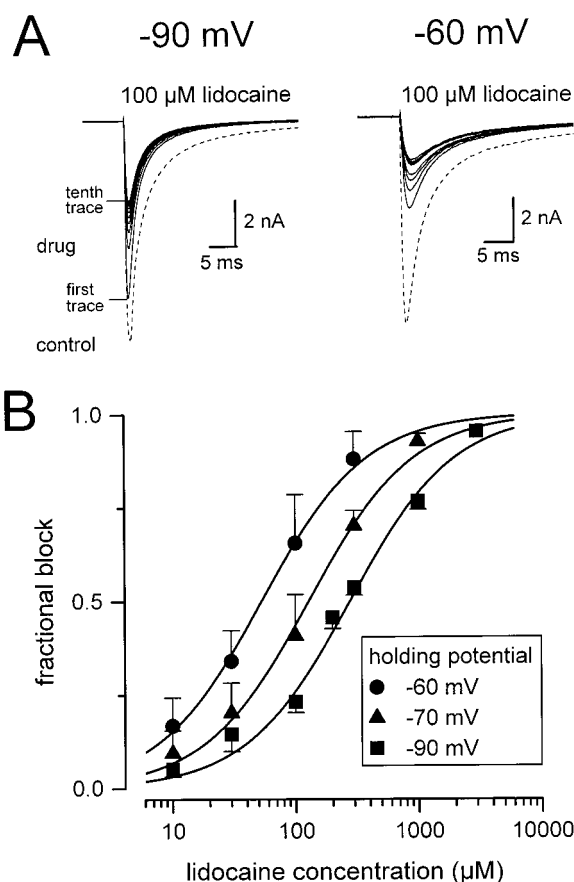 A
-90 mV
-60 mV
100 μM lidocaine
100 μM lidocaine
tenth
trace
drug
first
trace
control
2 nA
5 ms
2 nA
5 ms
B
1.0
0.5
0.0
fractional block
holding potential
-60 mV
-70 mV
-90 mV
10
100
1000
10000
lidocaine concentration (μM)